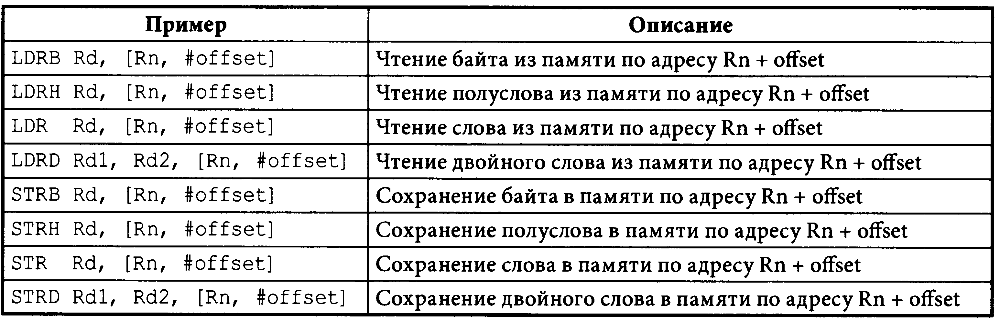 Пример Описание
LDRB Rd, [Rn, #offset] Чтение байта из памяти по адресу Rn + offset
LDRH Rd, [Rn, #offset] Чтение полуслова из памяти по адресу Rn + offset
LDR Rd, [Rn, #offset] Чтение слова из памяти по адресу Rn + offset
LDRD Rd1, Rd2, [Rn, #offset] Чтение двойного слова из памяти по адресу Rn + offset
STRB Rd, [Rn, #offset] Сохранение байта в памяти по адресу Rn + offset
STRH Rd, [Rn, #offset] Сохранение полуслова в памяти по адресу Rn + offset
STR Rd, [Rn, #offset] Сохранение слова в памяти по адресу Rn + offset
STRD Rd1, Rd2, [Rn, #offset] Сохранение двойного слова в памяти по адресу Rn + offset